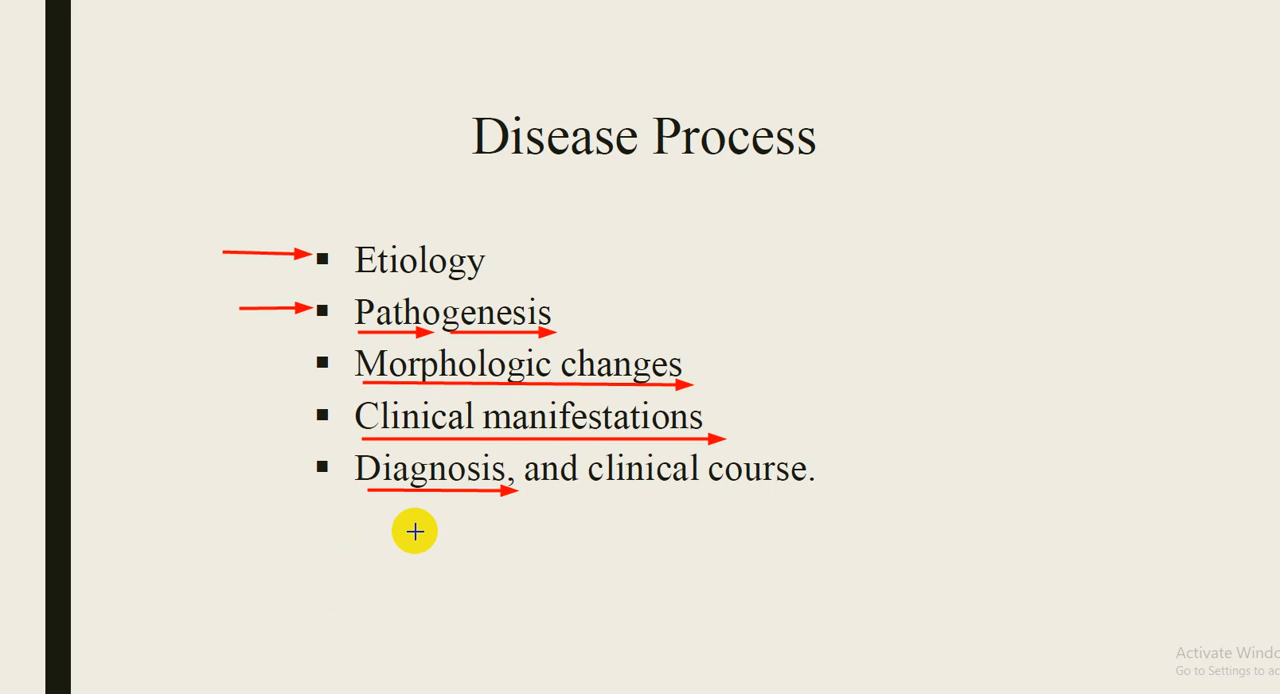 Disease Process
Etiology
Pathogenesis
Morphologic changes
Clinical manifestations
Diagnosis, and clinical course.
Activate Windo
Go to Settings to ac